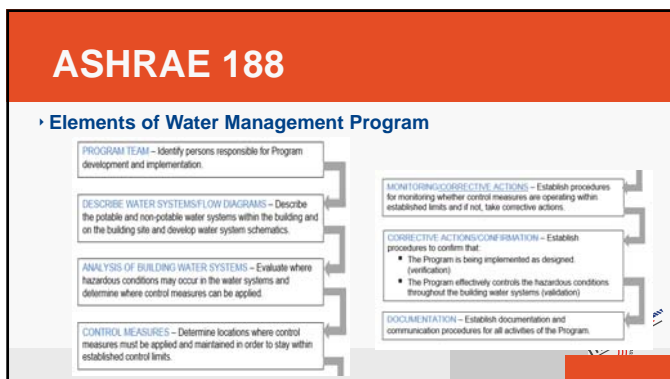 ASHRAE 188
‣ Elements of Water Management Program
PROGRAM TEAM – Identify persons responsible for Program
development and implementation.
DESCRIBE WATER SYSTEMS/FLOW DIAGRAMS – Describe
the potable and non-potable water systems within the building and
on the building site and develop water system schematics.
ANALYSIS OF BUILDING WATER SYSTEMS – Evaluate where
hazardous conditions may occur in the water systems and
determine where control measures can be applied.
CONTROL MEASURES – Determine locations where control
measures must be applied and maintained in order to stay within
established control limits.
MONITORING/CORRECTIVE ACTIONS – Establish procedures
for monitoring whether control measures are operating within
established limits and if not, take corrective actions.
CORRECTIVE ACTIONS/CONFIRMATION – Establish
procedures to confirm that:
▪ The Program is being implemented as designed.
(verification)
▪ The Program effectively controls the hazardous conditions
throughout the building water systems (validation)
DOCUMENTATION – Establish documentation and
communication procedures for all activities of the Program.